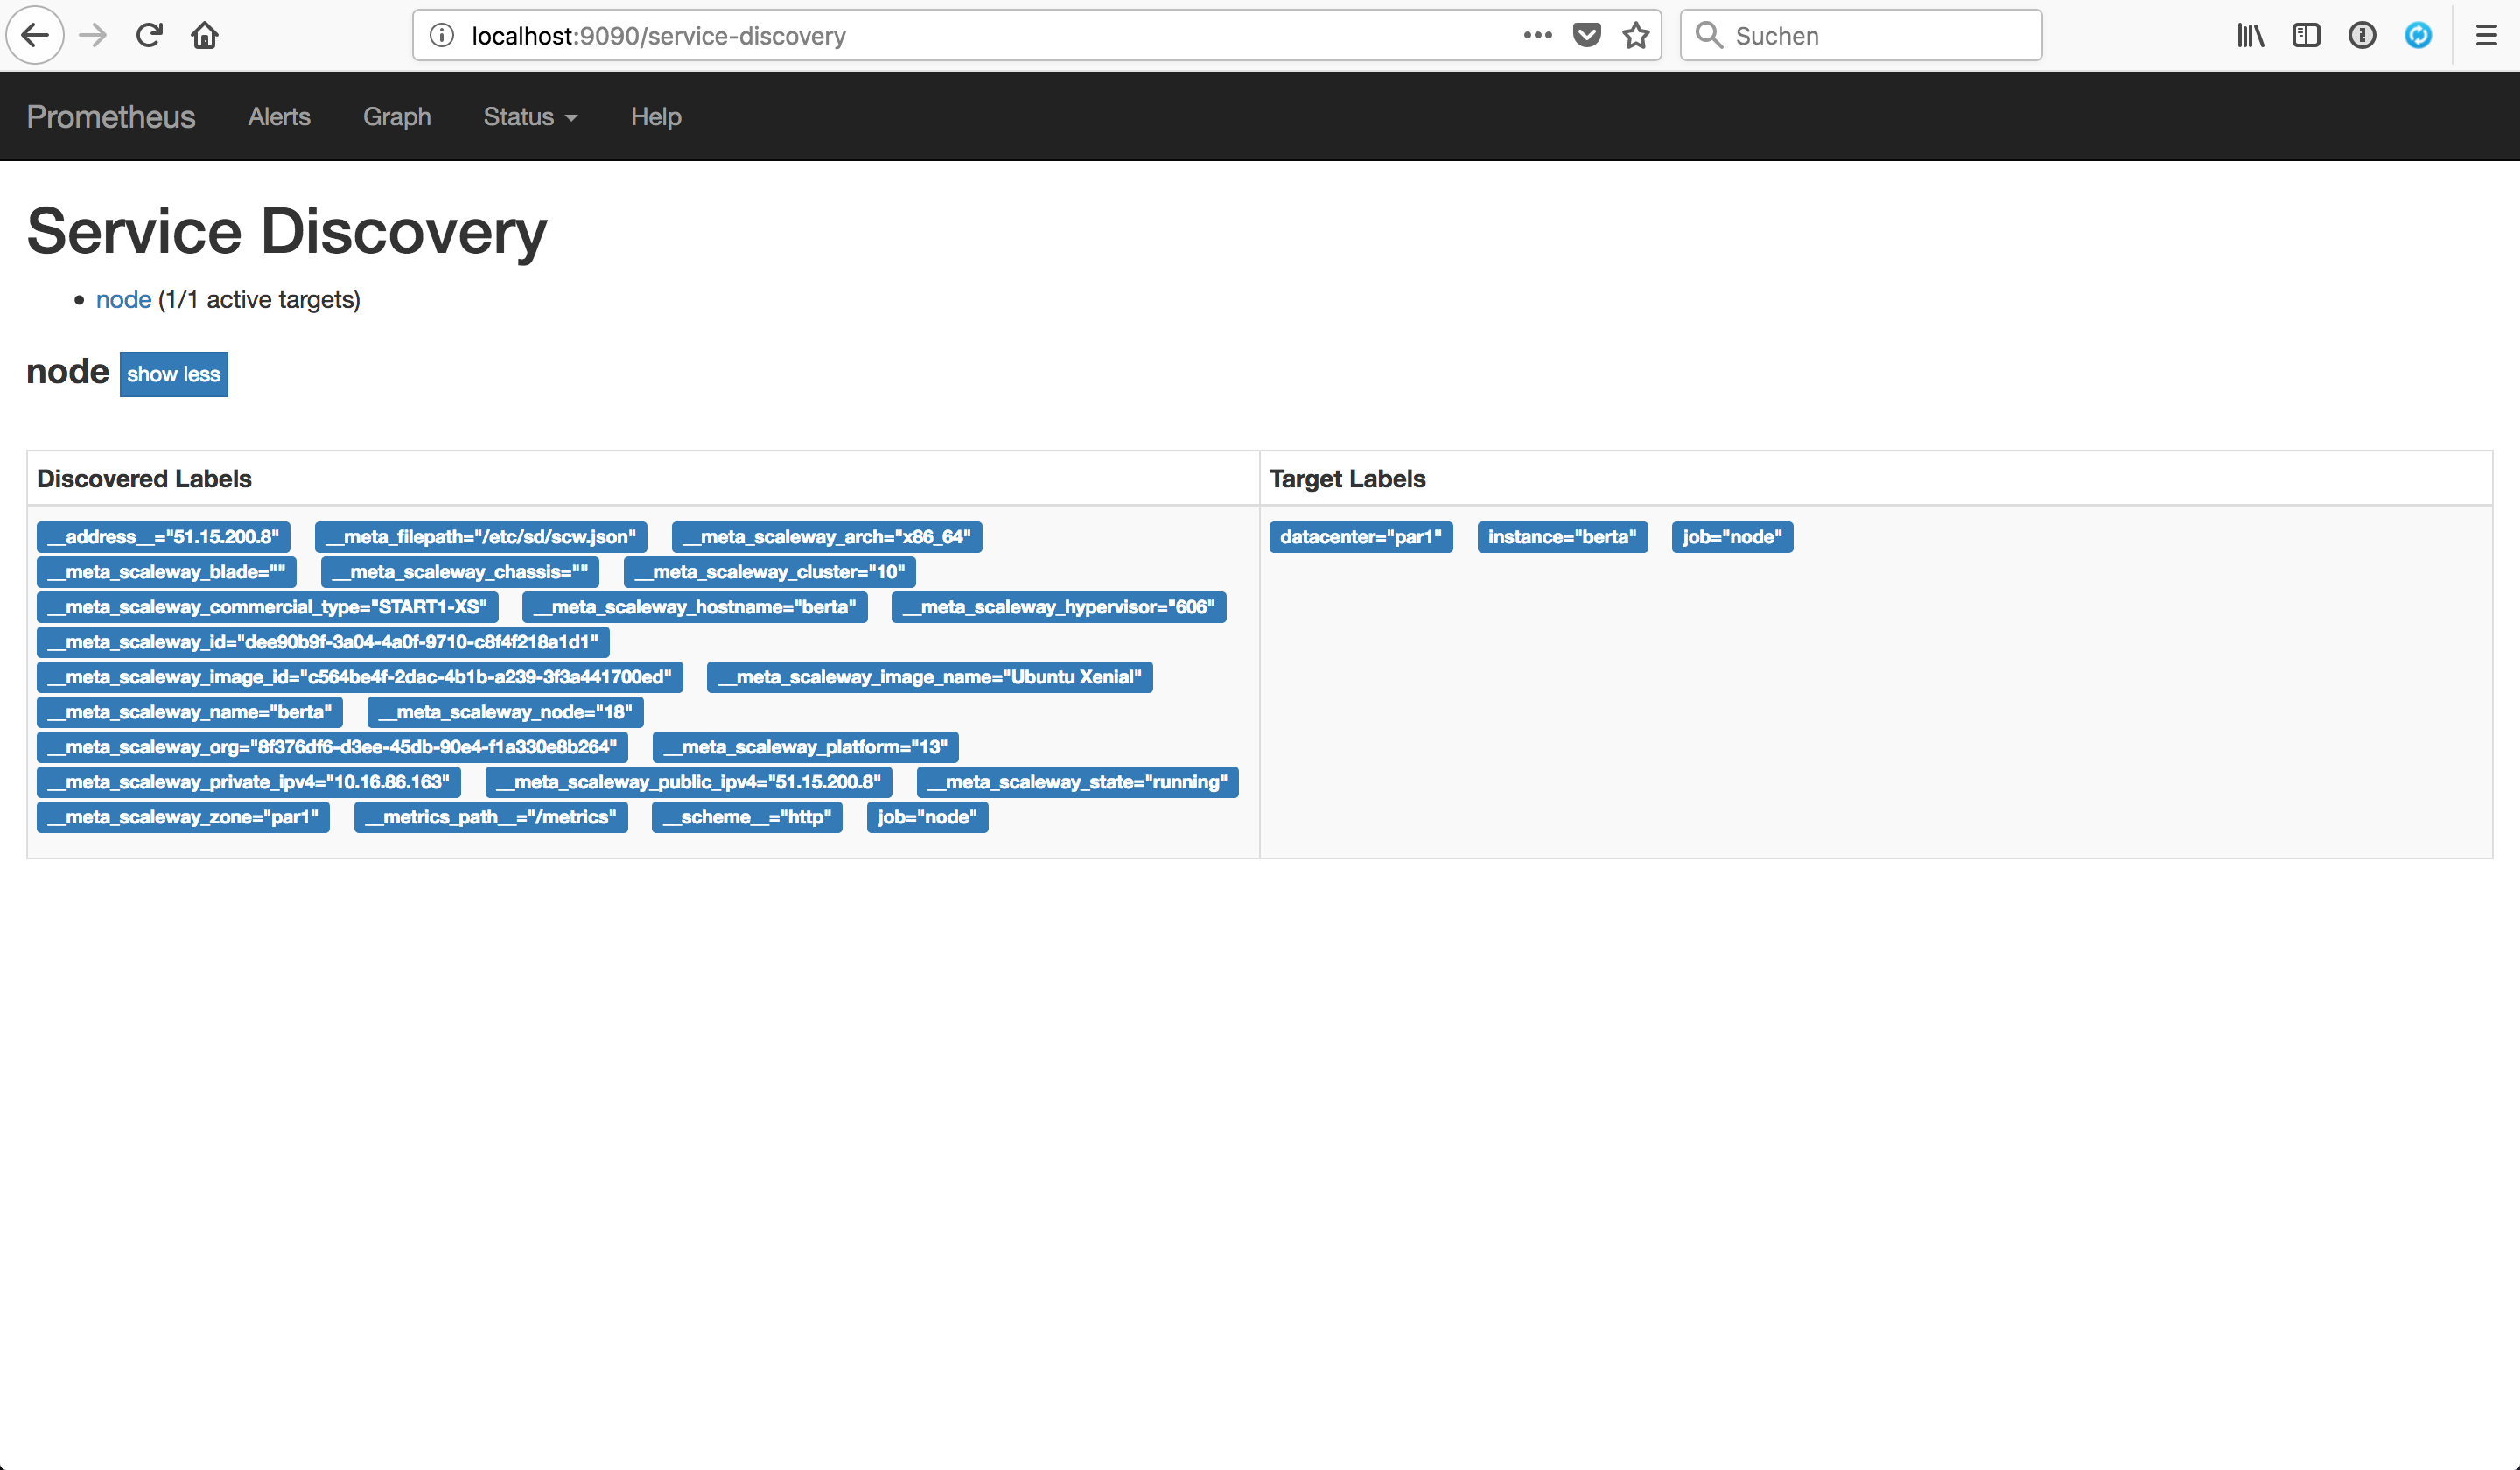 localhost:9090/service-discovery Suchen
Prometheus Alerts Graph Status Help
Service Discovery
• node (1/1 active targets)
node show less
Discovered Labels Target Labels
__address__="51.15.200.8" __meta_filepath="/etc/sd/scw.json" __meta_scaleway_arch="x86_64" datacenter="par1" instance="berta" job="node"
__meta_scaleway_blade="" __meta_scaleway_chassis="" __meta_scaleway_cluster="10"
__meta_scaleway_commercial_type="START1-XS" __meta_scaleway_hostname="berta" __meta_scaleway_hypervisor="606"
__meta_scaleway_id="dee90b9f-3a04-4a0f-9710-c8f4f218a1d1"
__meta_scaleway_image_id="c564be4f-2dac-4b1b-a239-3f3a441700ed" __meta_scaleway_image_name="Ubuntu Xenial"
__meta_scaleway_name="berta" __meta_scaleway_node="18"
__meta_scaleway_org="8f376df6-d3ee-45db-90e4-f1a330e8b264" __meta_scaleway_platform="13"
__meta_scaleway_private_ipv4="10.16.86.163" __meta_scaleway_public_ipv4="51.15.200.8" __meta_scaleway_state="running"
__meta_scaleway_zone="par1" __metrics_path__="/metrics" __scheme__="http" job="node"